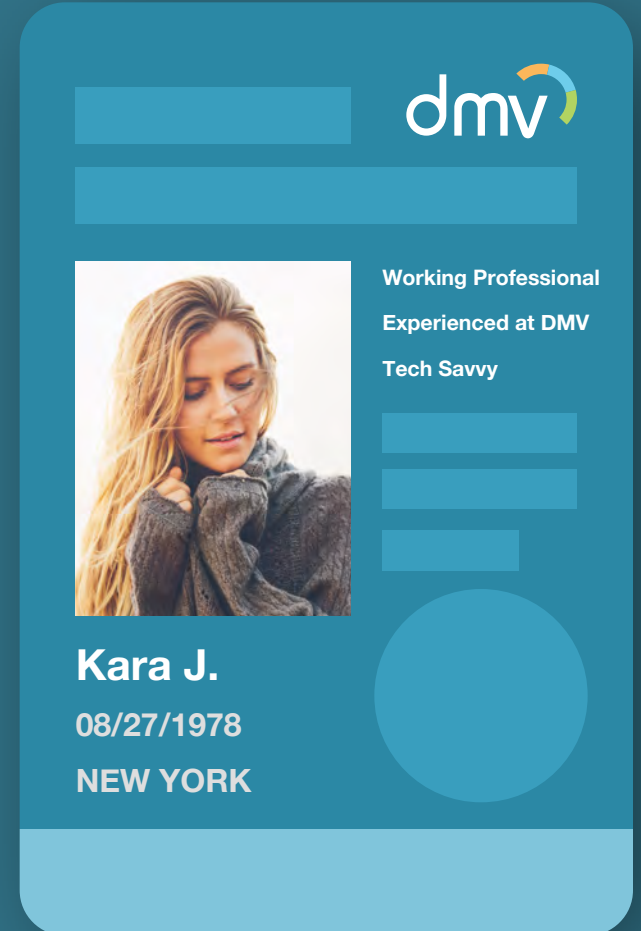 dmv
Working Professional
Experienced at DMV
Tech Savvy
Kara J.
08/27/1978
NEW YORK